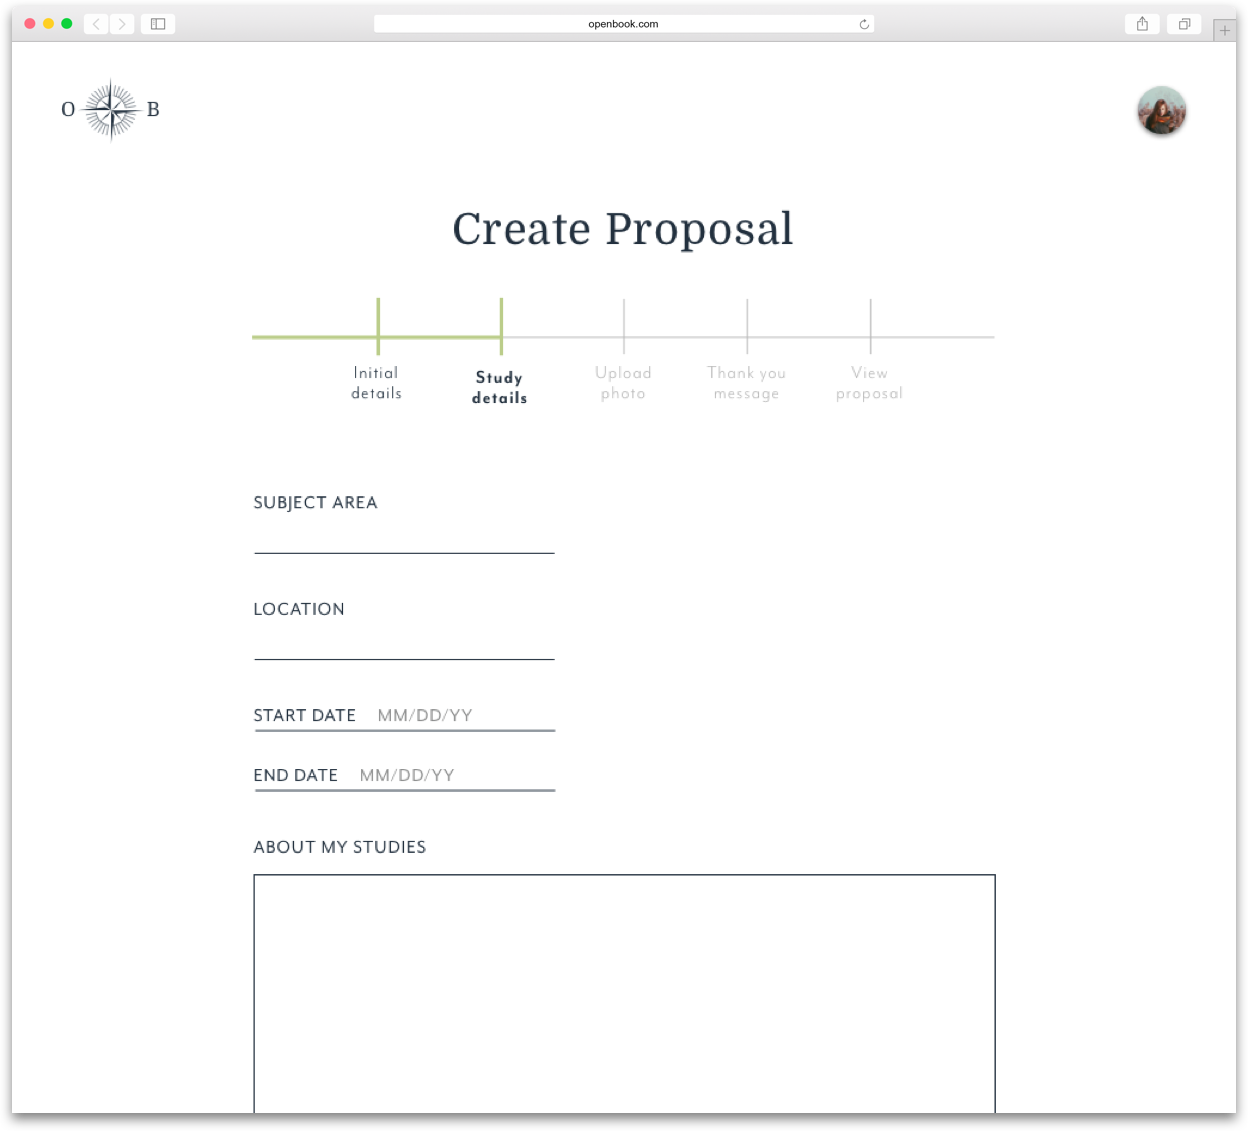 openbook.com
O B
Create Proposal
Initial
details
Study
details
Upload
photo
Thank you
message
View
proposal
SUBJECT AREA
LOCATION
START DATE MM/DD/YY
END DATE MM/DD/YY
ABOUT MY STUDIES